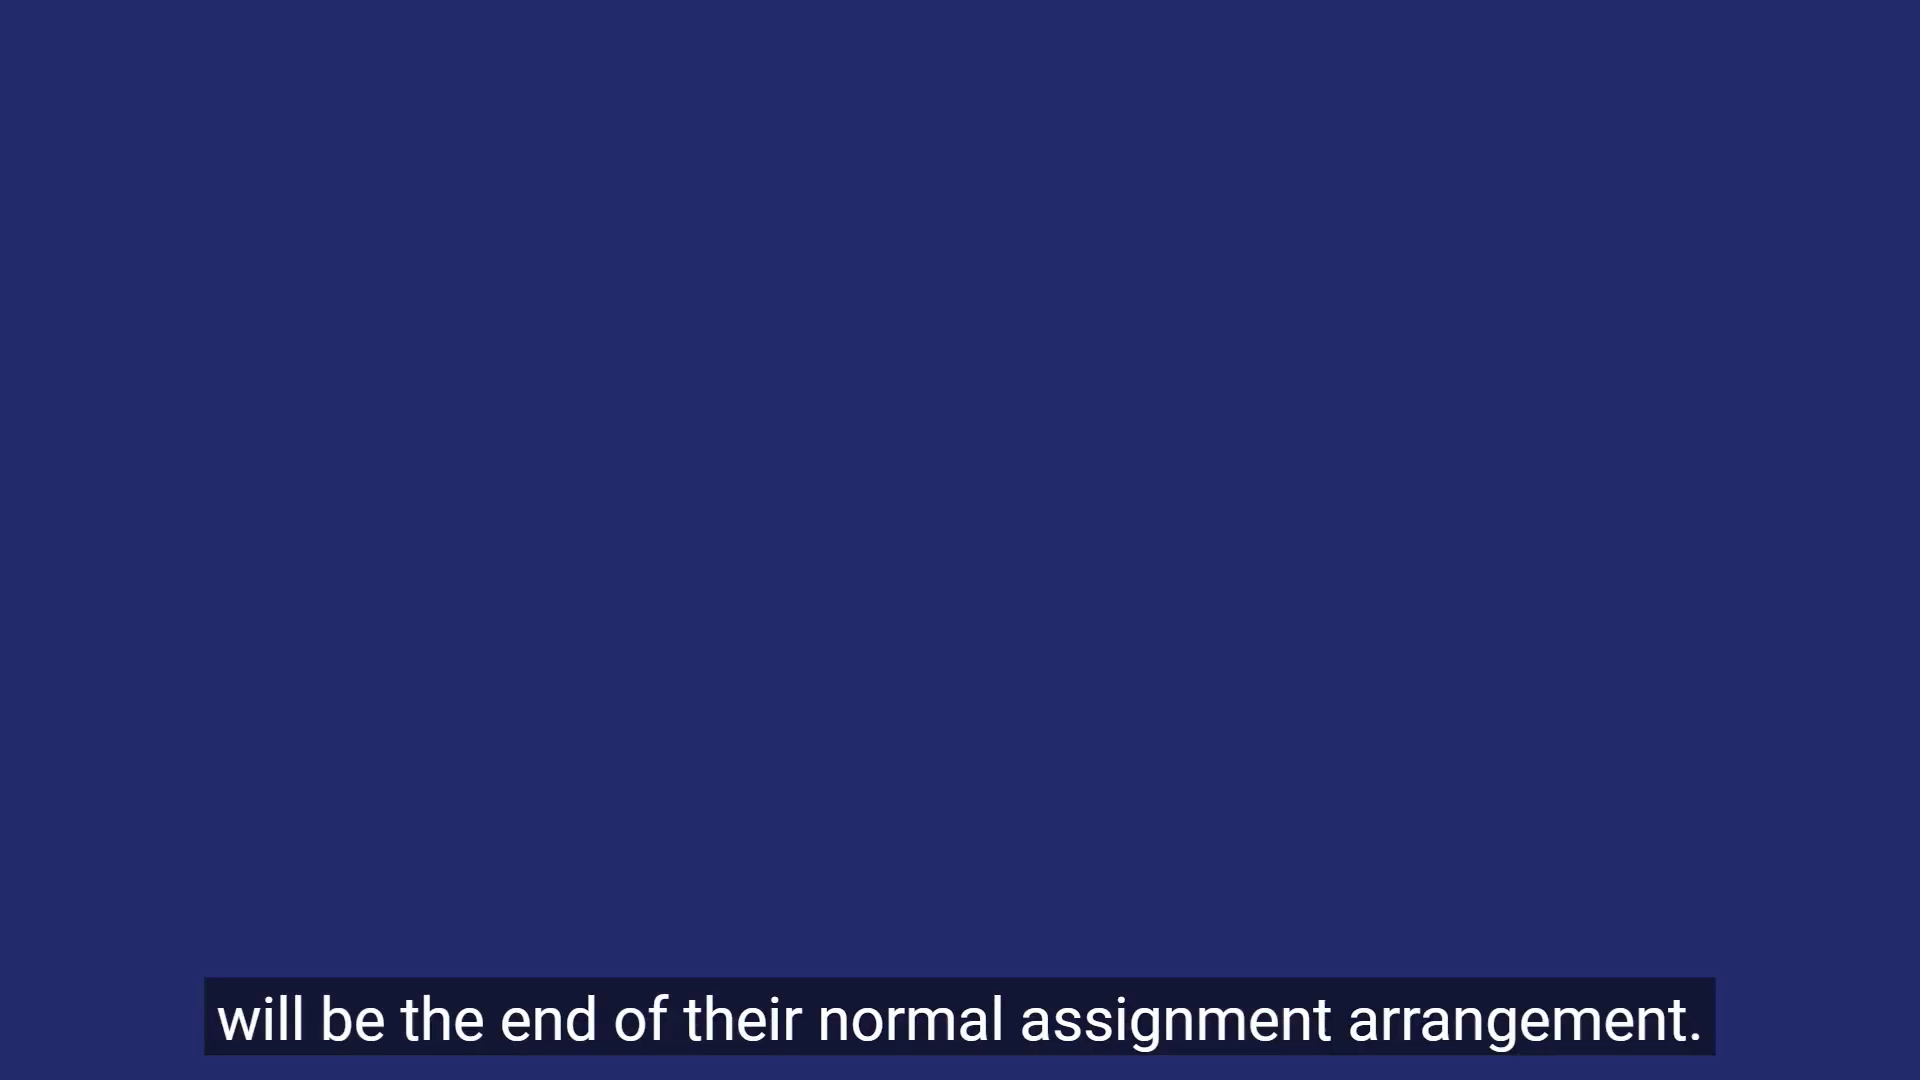 will be the end of their normal assignment arrangement.